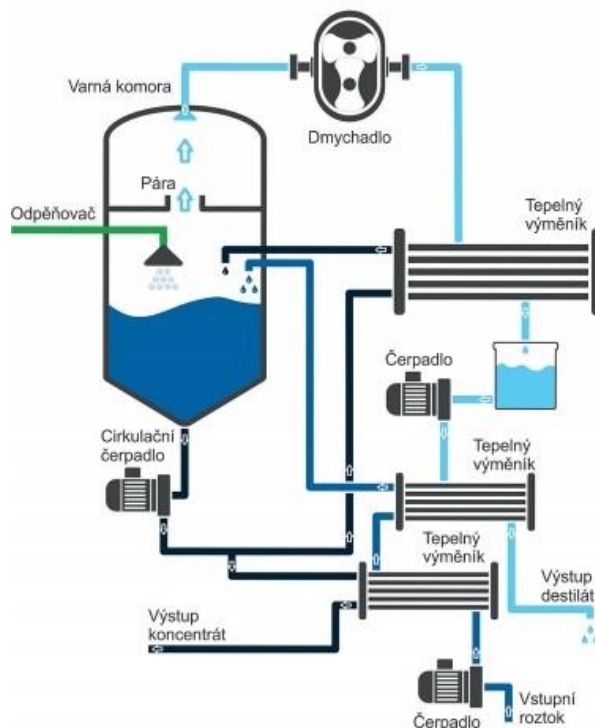 Varná komora
Dmychadlo
Pára
Odpěňovač
Tepelný
výměník
Čerpadlo
Cirkulační
čerpadlo
Tepelný
výměník
Tepelný
výměník
Výstup
destilát
Výstup
koncentrát
Čerpadlo
Vstupní
roztok